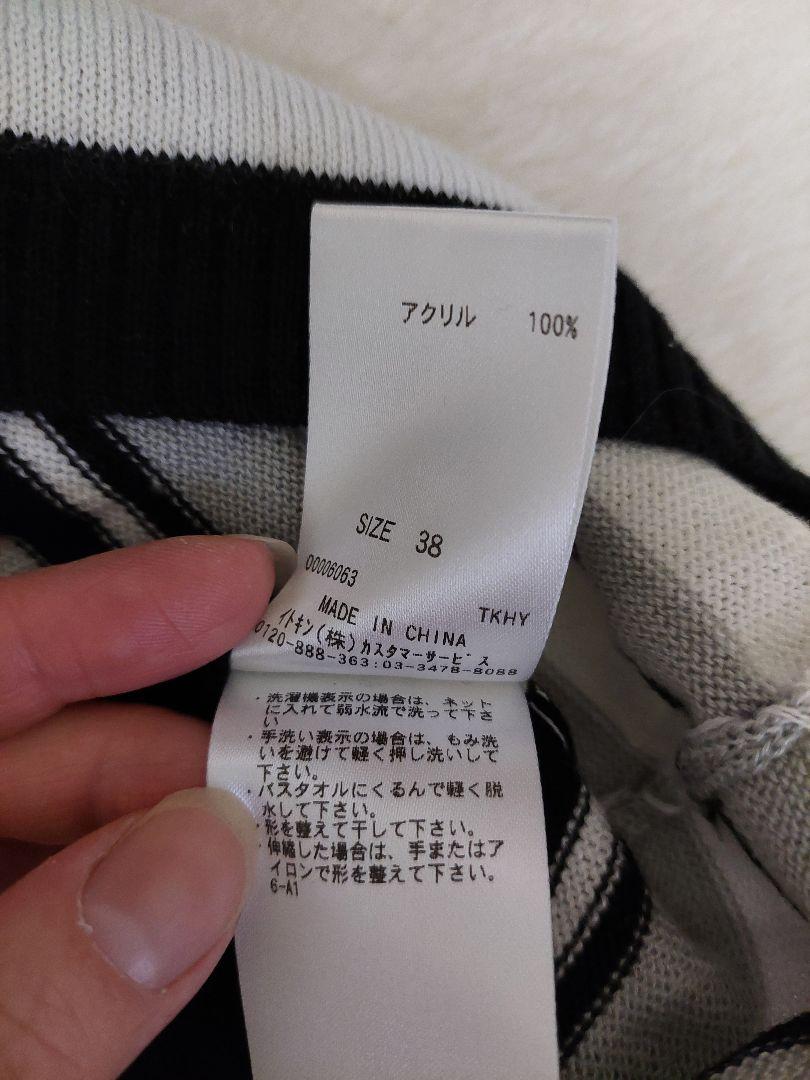 アクリル 100%
SIZE 38
00006063
MADE IN CHINA TKHY
イトキン(株)カスタマーサービス
0120-888-363:03-3478-8088
・洗濯機表示の場合は、ネット
に入れて弱水流で洗って下さ
い
・手洗い表示の場合は、もみ洗
いを避けて軽く押し洗いして
下さい。
・バスタオルにくるんで軽く脱
水して下さい。
・形を整えて干して下さい。
・伸縮した場合は、手またはア
イロンで形を整えて下さい。
6-A1